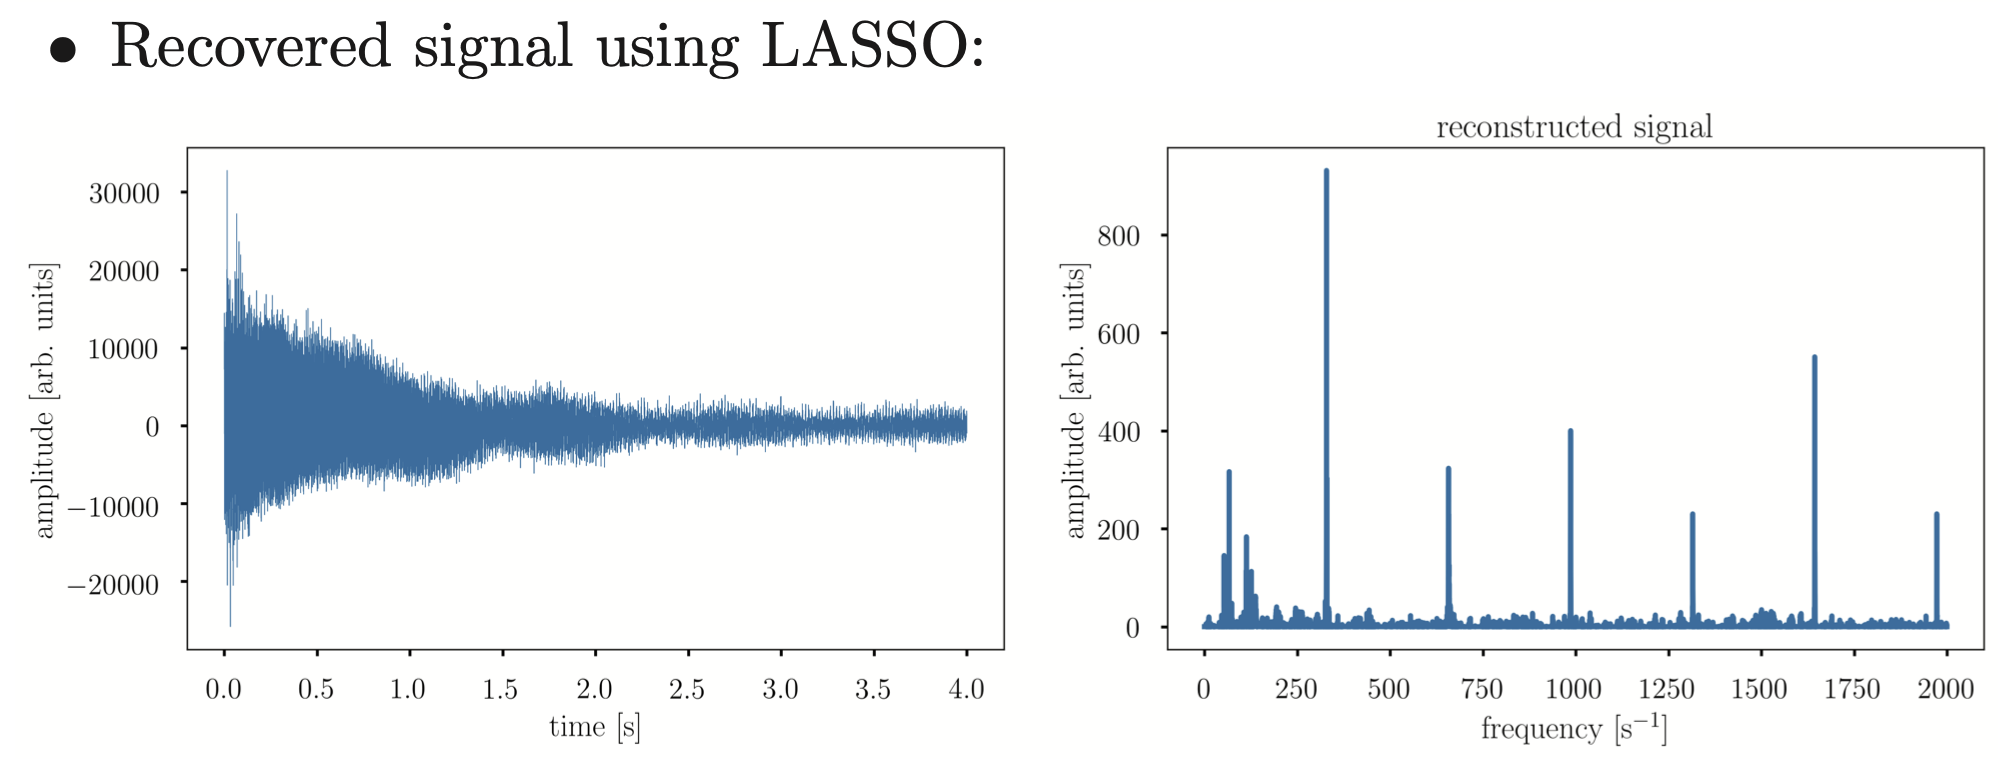 • Recovered signal using LASSO:
30000
20000
10000
0
−10000
−20000
amplitude [arb. units]
0.0 0.5 1.0 1.5 2.0 2.5 3.0 3.5 4.0
time [s]
reconstructed signal
800
600
400
200
0
amplitude [arb. units]
0 250 500 750 1000 1250 1500 1750 2000
frequency [s⁻¹]